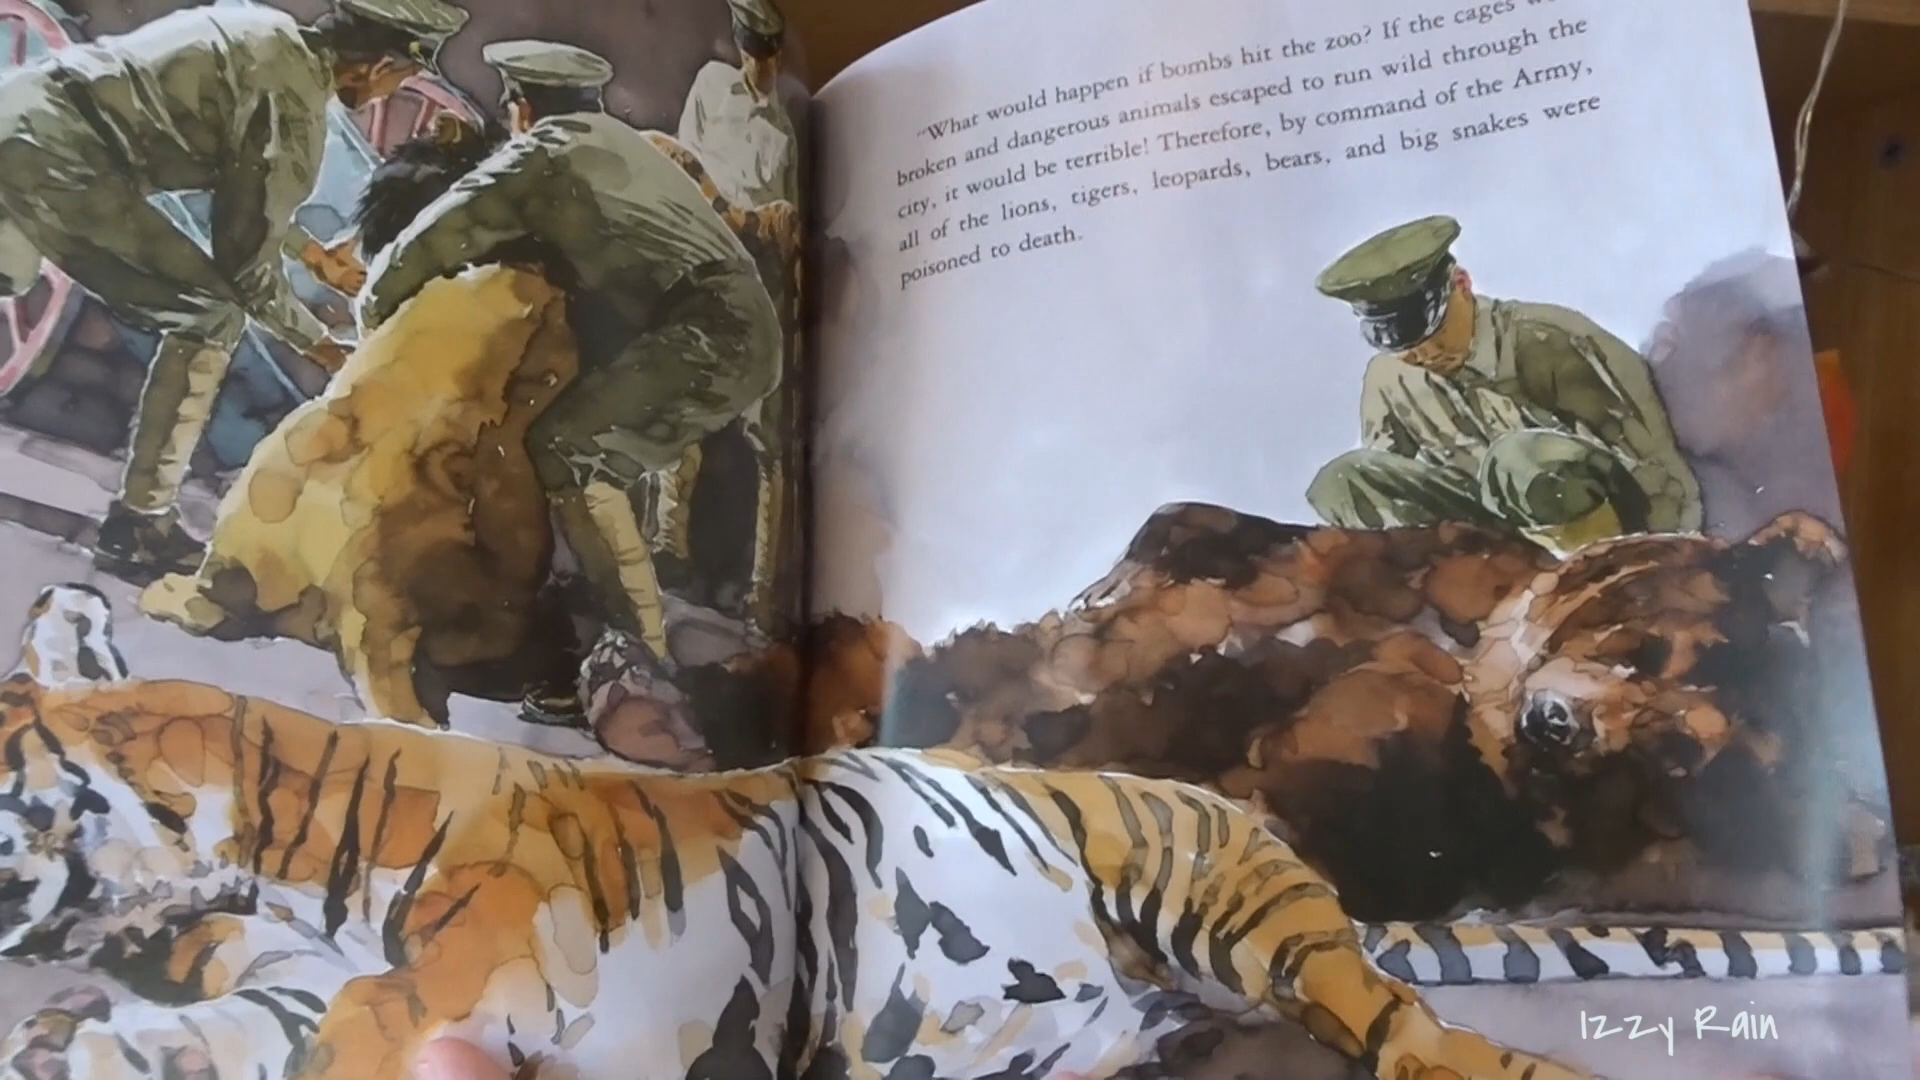 "What would happen if bombs hit the zoo? If the cages
broken and dangerous animals escaped to run wild through the
city, it would be terrible! Therefore, by command of the Army,
all of the lions, tigers, leopards, bears, and big snakes were
poisoned to death.
Izzy Rain